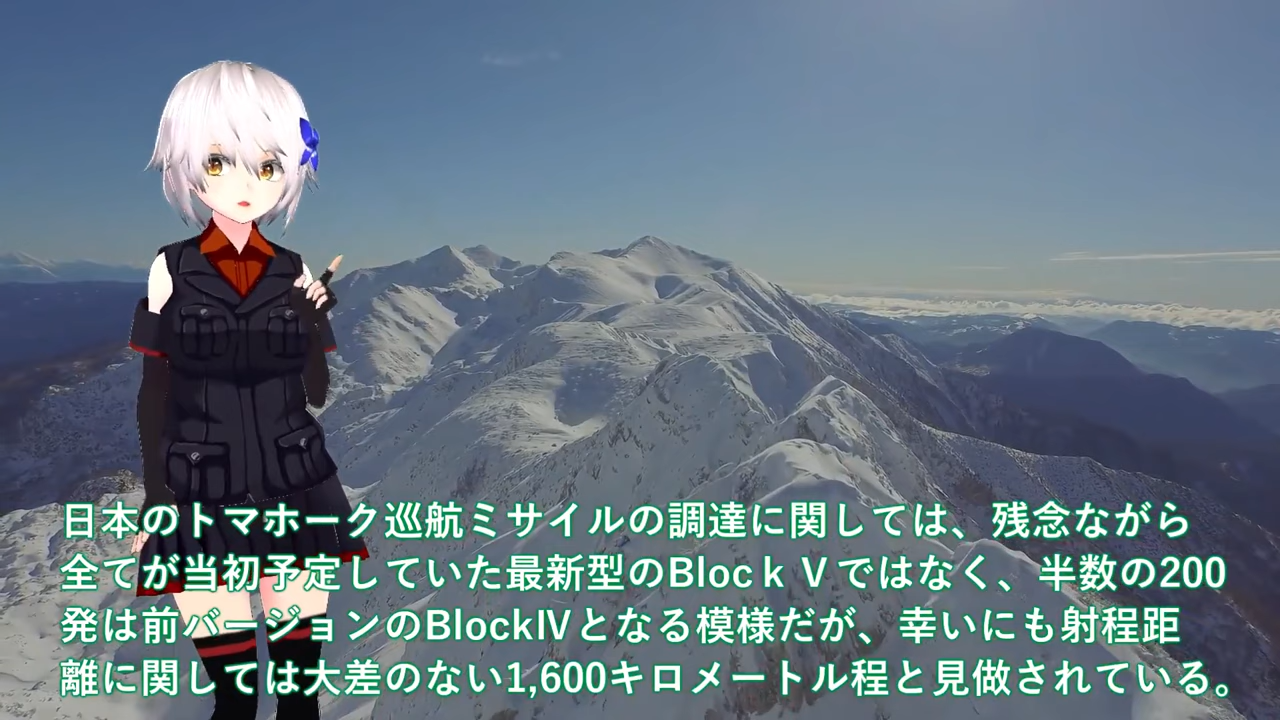 日本のトマホーク巡航ミサイルの調達に関しては、残念ながら
全てが当初予定していた最新型のBlocｋⅤではなく、半数の200
発は前バージョンのBlockⅣとなる模様だが、幸いにも射程距
離に関しては大差のない1,600キロメートル程と見做されている。